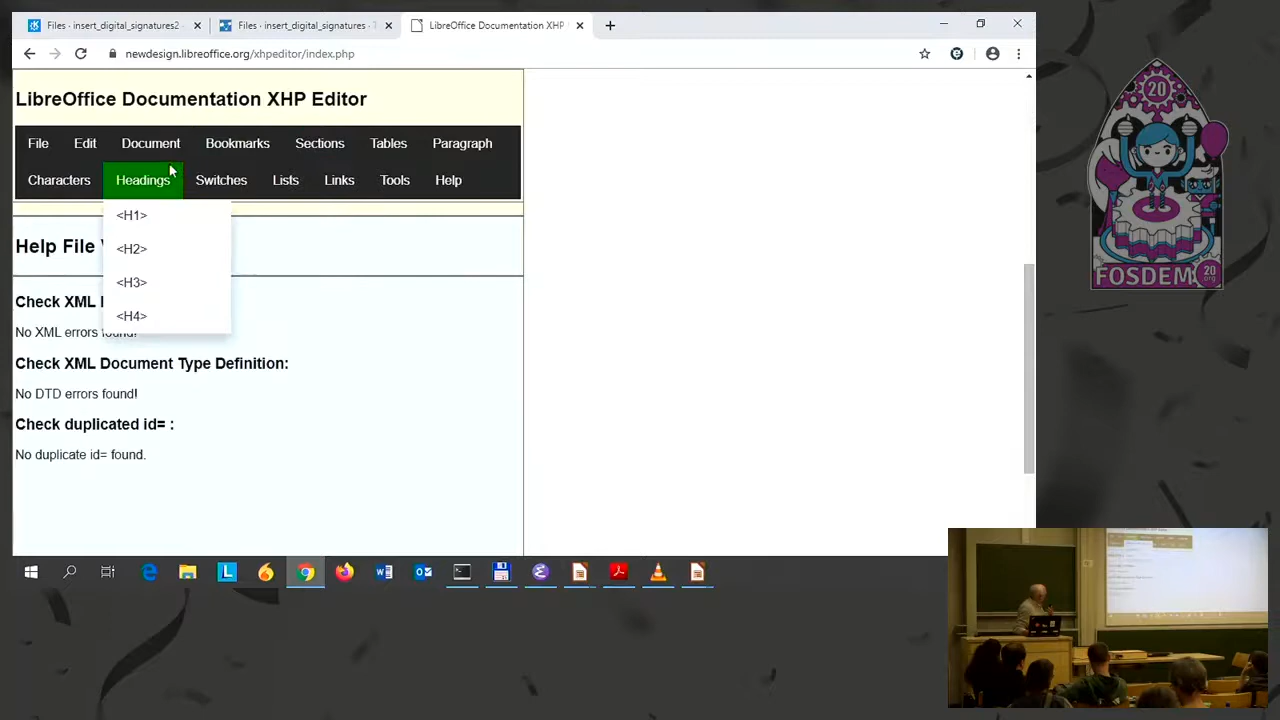 Files · insert_digital_signatures2 -
Files · insert_digital_signatures - T
LibreOffice Documentation XHP
newdesign.libreoffice.org/xhpeditor/index.php
LibreOffice Documentation XHP Editor
File Edit Document Bookmarks Sections Tables Paragraph
Characters Headings Switches Lists Links Tools Help
<H1>
<H2>
<H3>
<H4>
Help File
Check XML
No XML errors found!
Check XML Document Type Definition:
No DTD errors found!
Check duplicated id= :
No duplicate id= found.
20
FOSDEM 20
.org